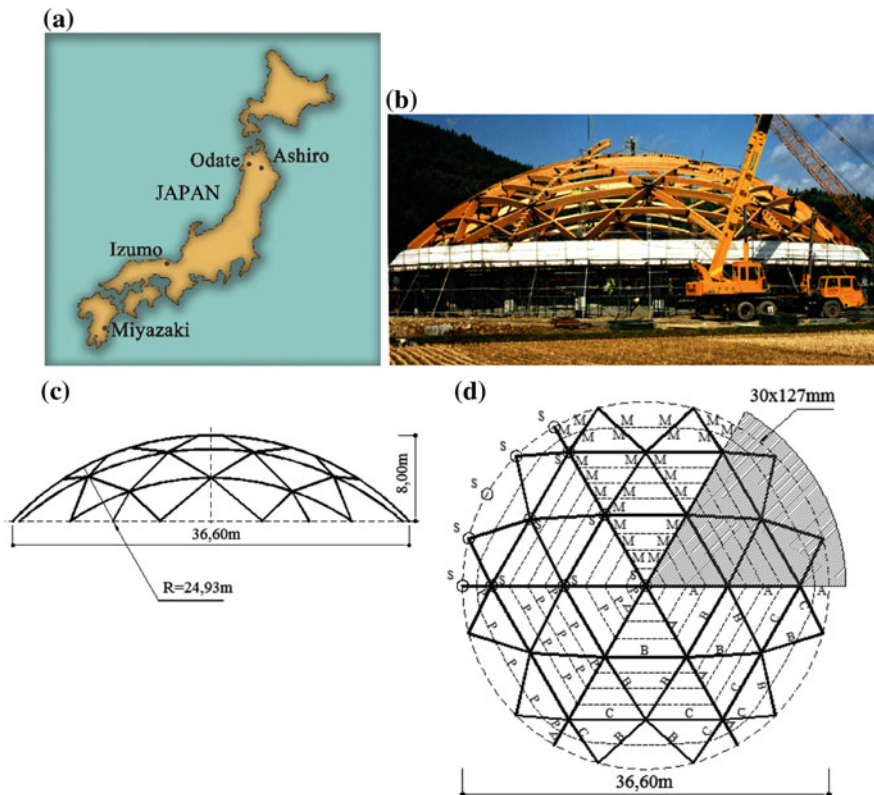 (a)
Odate
Ashiro
JAPAN
Izumo
Miyazaki
(b)
(c)
8,00m
36,60m
R=24,93m
(d)
30x127mm
S
M
M
M
M
M
M
M
M
S
S
M
M
M
M
M
M
S
M
M
S
S
S
M
M
M
M
S
S
S
S
A
A
A
P
P
P
A
B
B
C
C
B
B
B
C
C
C
B
B
C
36,60m